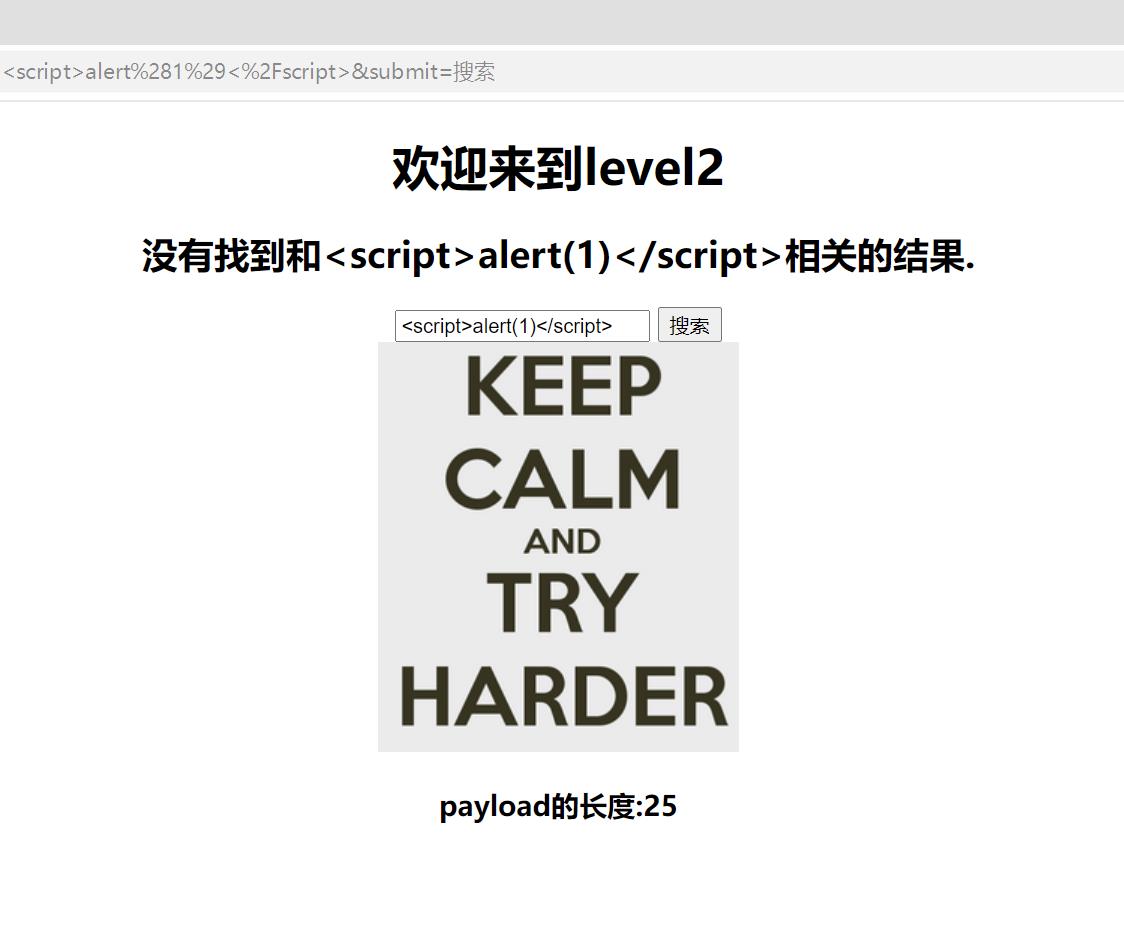 <script>alert%281%29<%2Fscript>&submit=搜索
欢迎来到level2
没有找到和<script>alert(1)</script>相关的结果.
<script>alert(1)</script> 搜索
KEEP
CALM
AND
TRY
HARDER
payload的长度:25